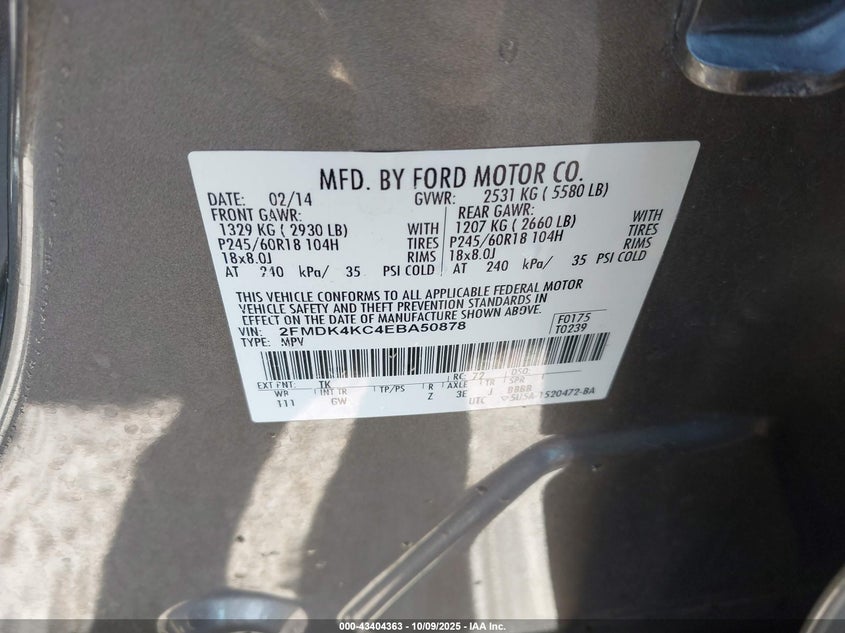 MFD. BY FORD MOTOR CO.
DATE: 02/14 GVWR: 2531 KG ( 5580 LB)
FRONT GAWR: REAR GAWR:
1329 KG ( 2930 LB) WITH 1207 KG ( 2660 LB) WITH
P245/60R18 104H TIRES P245/60R18 104H TIRES
18x8.0J RIMS 18x8.0J RIMS
AT 240 kPa/ 35 PSI COLD AT 240 kPa/ 35 PSI COLD
THIS VEHICLE CONFORMS TO ALL APPLICABLE FEDERAL MOTOR
VEHICLE SAFETY AND THEFT PREVENTION STANDARDS IN
EFFECT ON THE DATE OF MANUFACTURE SHOWN ABOVE.
VIN: 2FMDK4KC4EBA50878 F0175
TYPE: MPV T0239
EXT PNT: TK RC: 72 DSO:
WB INT TR TP/PS R AXLE TR SPR
111 GW Z 3E J BBBB
UTC
000-43404363 - 10/09/2025 - IAA Inc.